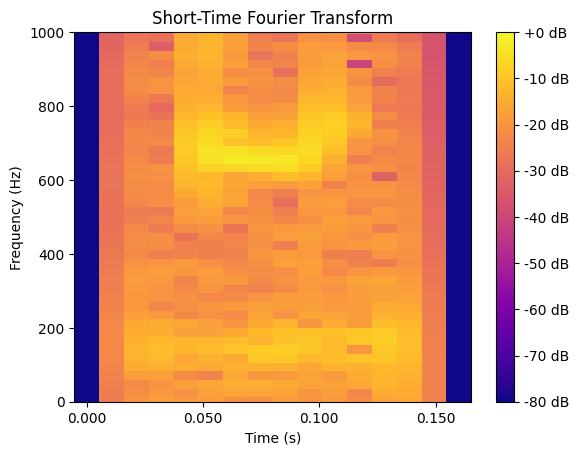 Short-Time Fourier Transform
1000
800
600
400
200
0
Frequency (Hz)
0.000
0.050
0.100
0.150
Time (s)
+0 dB
-10 dB
-20 dB
-30 dB
-40 dB
-50 dB
-60 dB
-70 dB
-80 dB